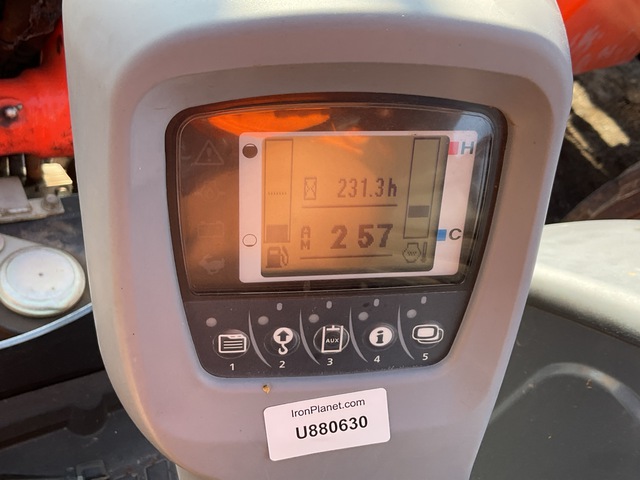 H
231.3h
AM 2 57
C
AUX
1 2 3 4 5
IronPlanet.com
U880630